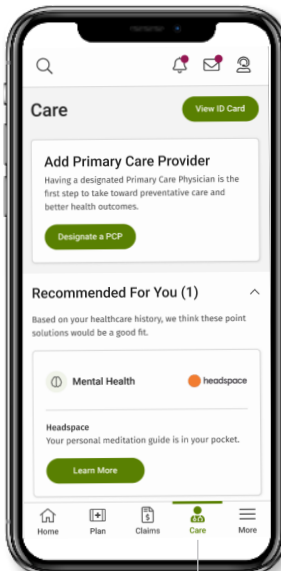 Care
View ID Card
Add Primary Care Provider
Having a designated Primary Care Physician is the
first step to take toward preventative care and
better health outcomes.
Designate a PCP
Recommended For You (1)
Based on your healthcare history, we think these point
solutions would be a good fit.
Mental Health
headspace
Headspace
Your personal meditation guide is in your pocket.
Learn More
Home
Plan
Claims
Care
More